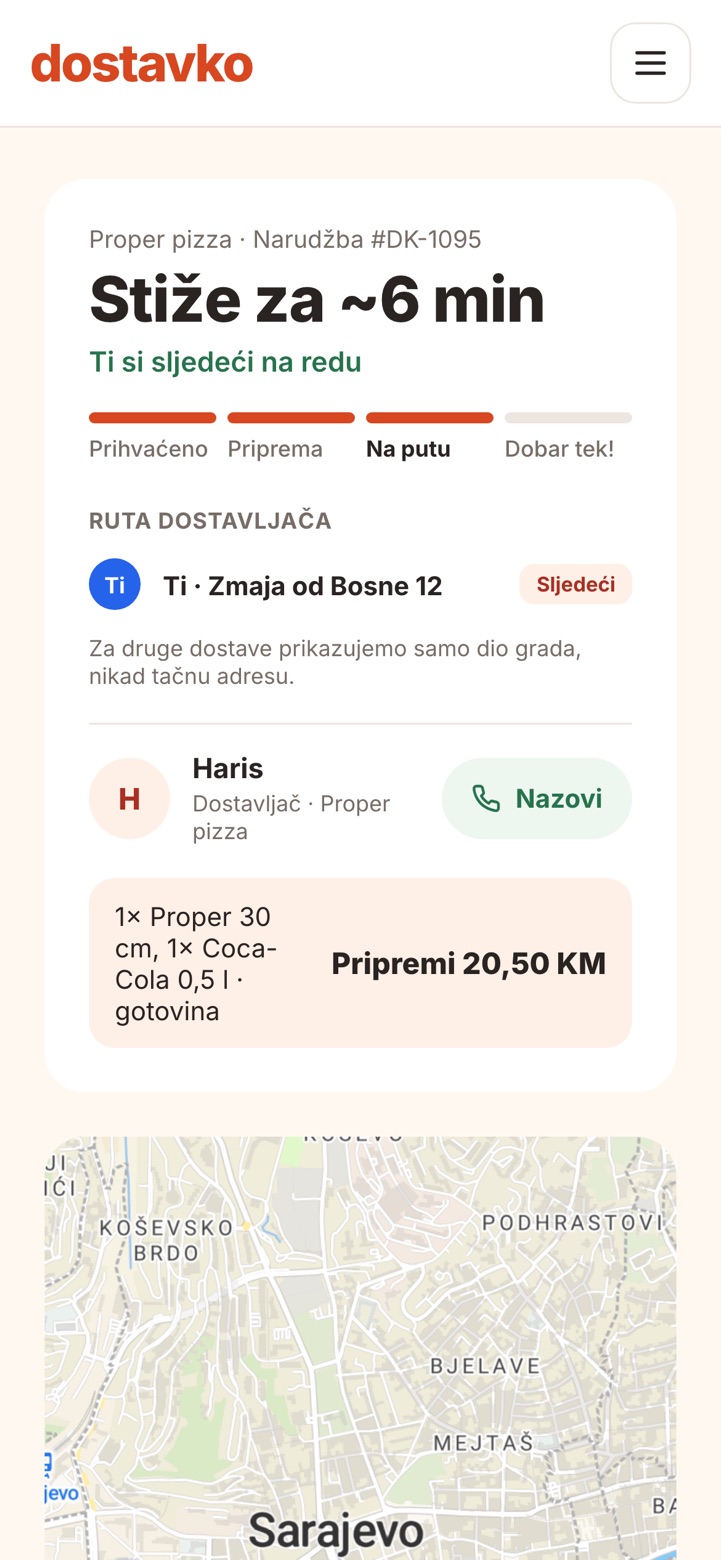 dostavko
Proper pizza · Narudžba #DK-1095
Stiže za ~6 min
Ti si sljedeći na redu
Prihvaćeno Priprema Na putu Dobar tek!
RUTA DOSTAVLJAČA
Ti Ti · Zmaja od Bosne 12 Sljedeći
Za druge dostave prikazujemo samo dio grada,
nikad tačnu adresu.
H Haris
Dostavljač · Proper
pizza
Nazovi
1× Proper 30
cm, 1× Coca-
Cola 0,5 l ·
gotovina
Pripremi 20,50 KM
KOŠEVSKO
BRDO
PODHRASTOVI
BJELAVE
MEJTAŠ
Sarajevo